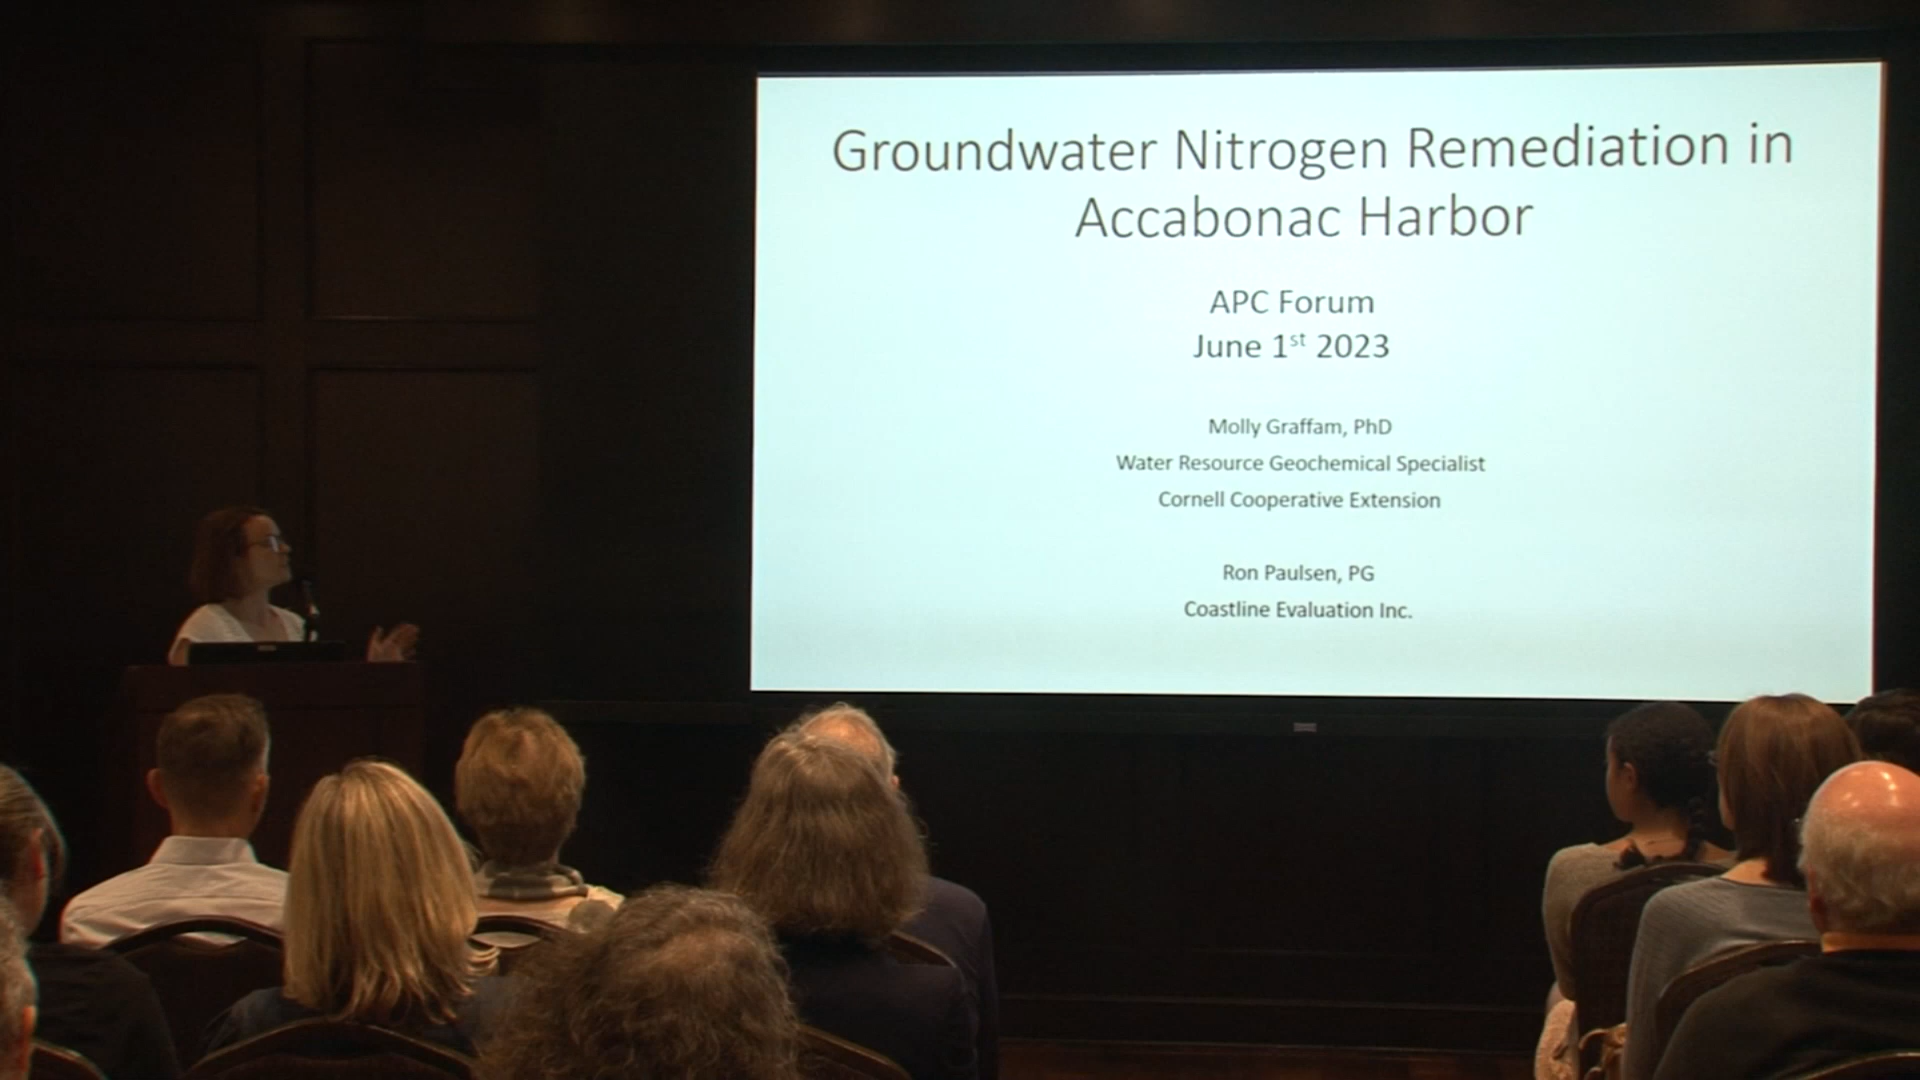 Groundwater Nitrogen Remediation in
Accabonac Harbor
APC Forum
June 1st 2023
Molly Graffam, PhD
Water Resource Geochemical Specialist
Cornell Cooperative Extension
Ron Paulsen, PG
Coastline Evaluation Inc.